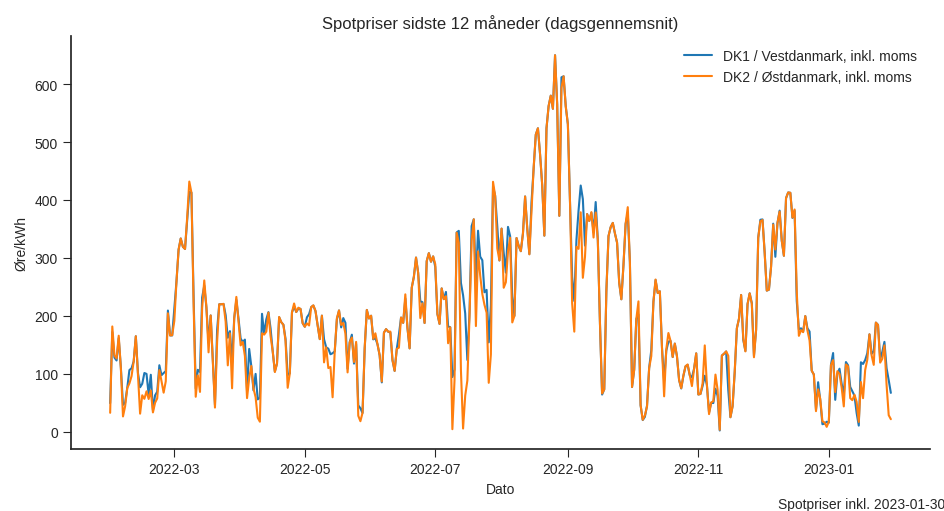 Spotpriser sidste 12 måneder (dagsgennemsnit)
DK1 / Vestdanmark, inkl. moms
DK2 / Østdanmark, inkl. moms
Øre/kWh
600
500
400
300
200
100
0
2022-03 2022-05 2022-07 2022-09 2022-11 2023-01
Dato
Spotpriser inkl. 2023-01-30